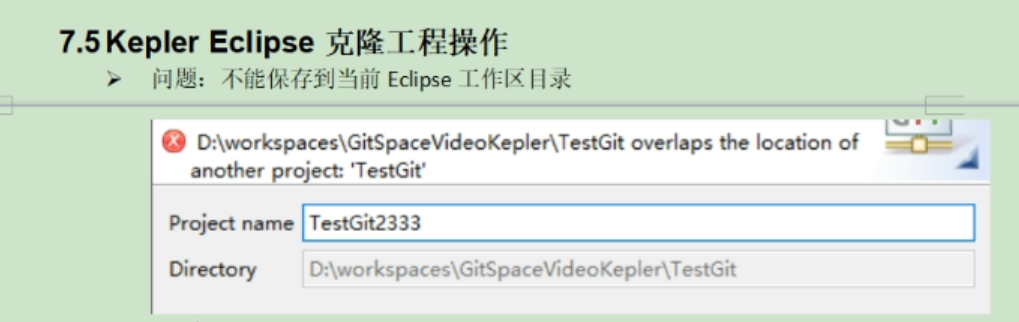 7.5 Kepler Eclipse 克隆工程操作
➢ 问题：不能保存到当前 Eclipse 工作区目录
D:\workspaces\GitSpaceVideoKepler\TestGit overlaps the location of
another project: 'TestGit'
Project name TestGit2333
Directory D:\workspaces\GitSpaceVideoKepler\TestGit